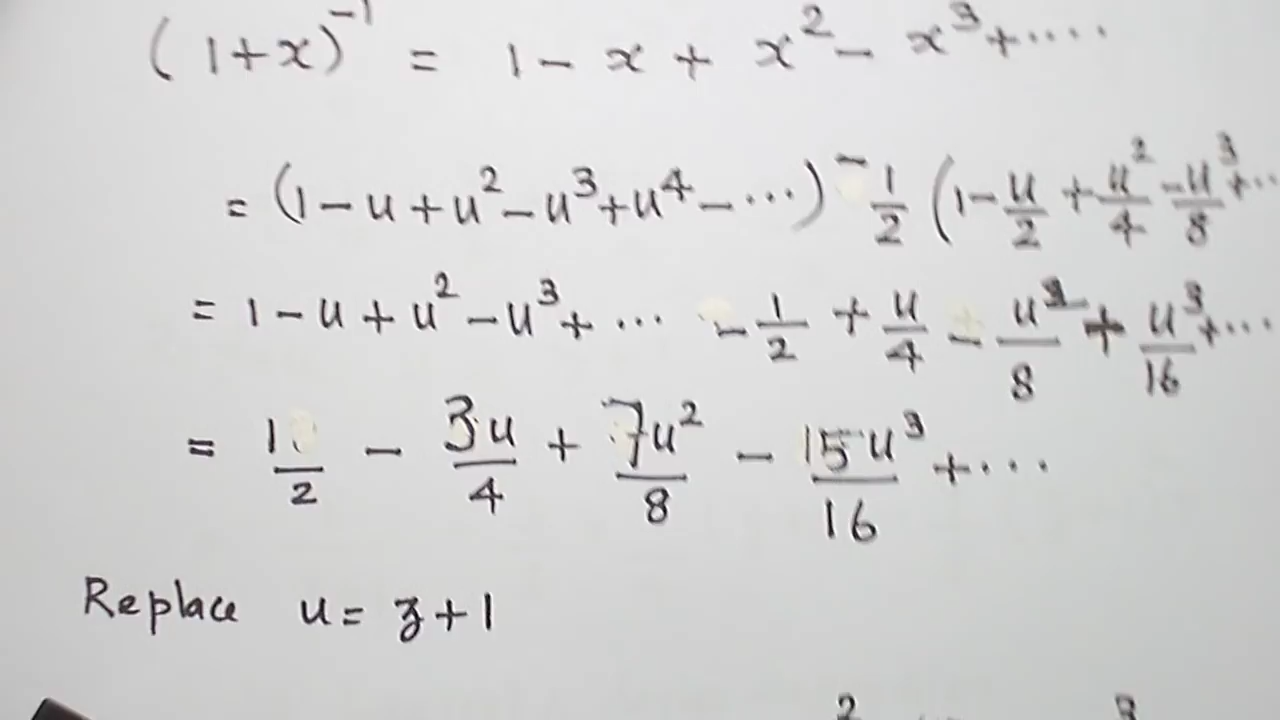 (1+x)^-1 = 1 - x + x^2 - x^3 + ....
= (1 - u + u^2 - u^3 + u^4 - ...) - 1/2 (1 - u/2 + u^2/4 - u^3/8 + ...
= 1 - u + u^2 - u^3 + ... - 1/2 + u/4 - u^2/8 + u^3/16 + ...
= 1/2 - 3u/4 + 7u^2/8 - 15u^3/16 + ...
Replace u = z + 1
2 3